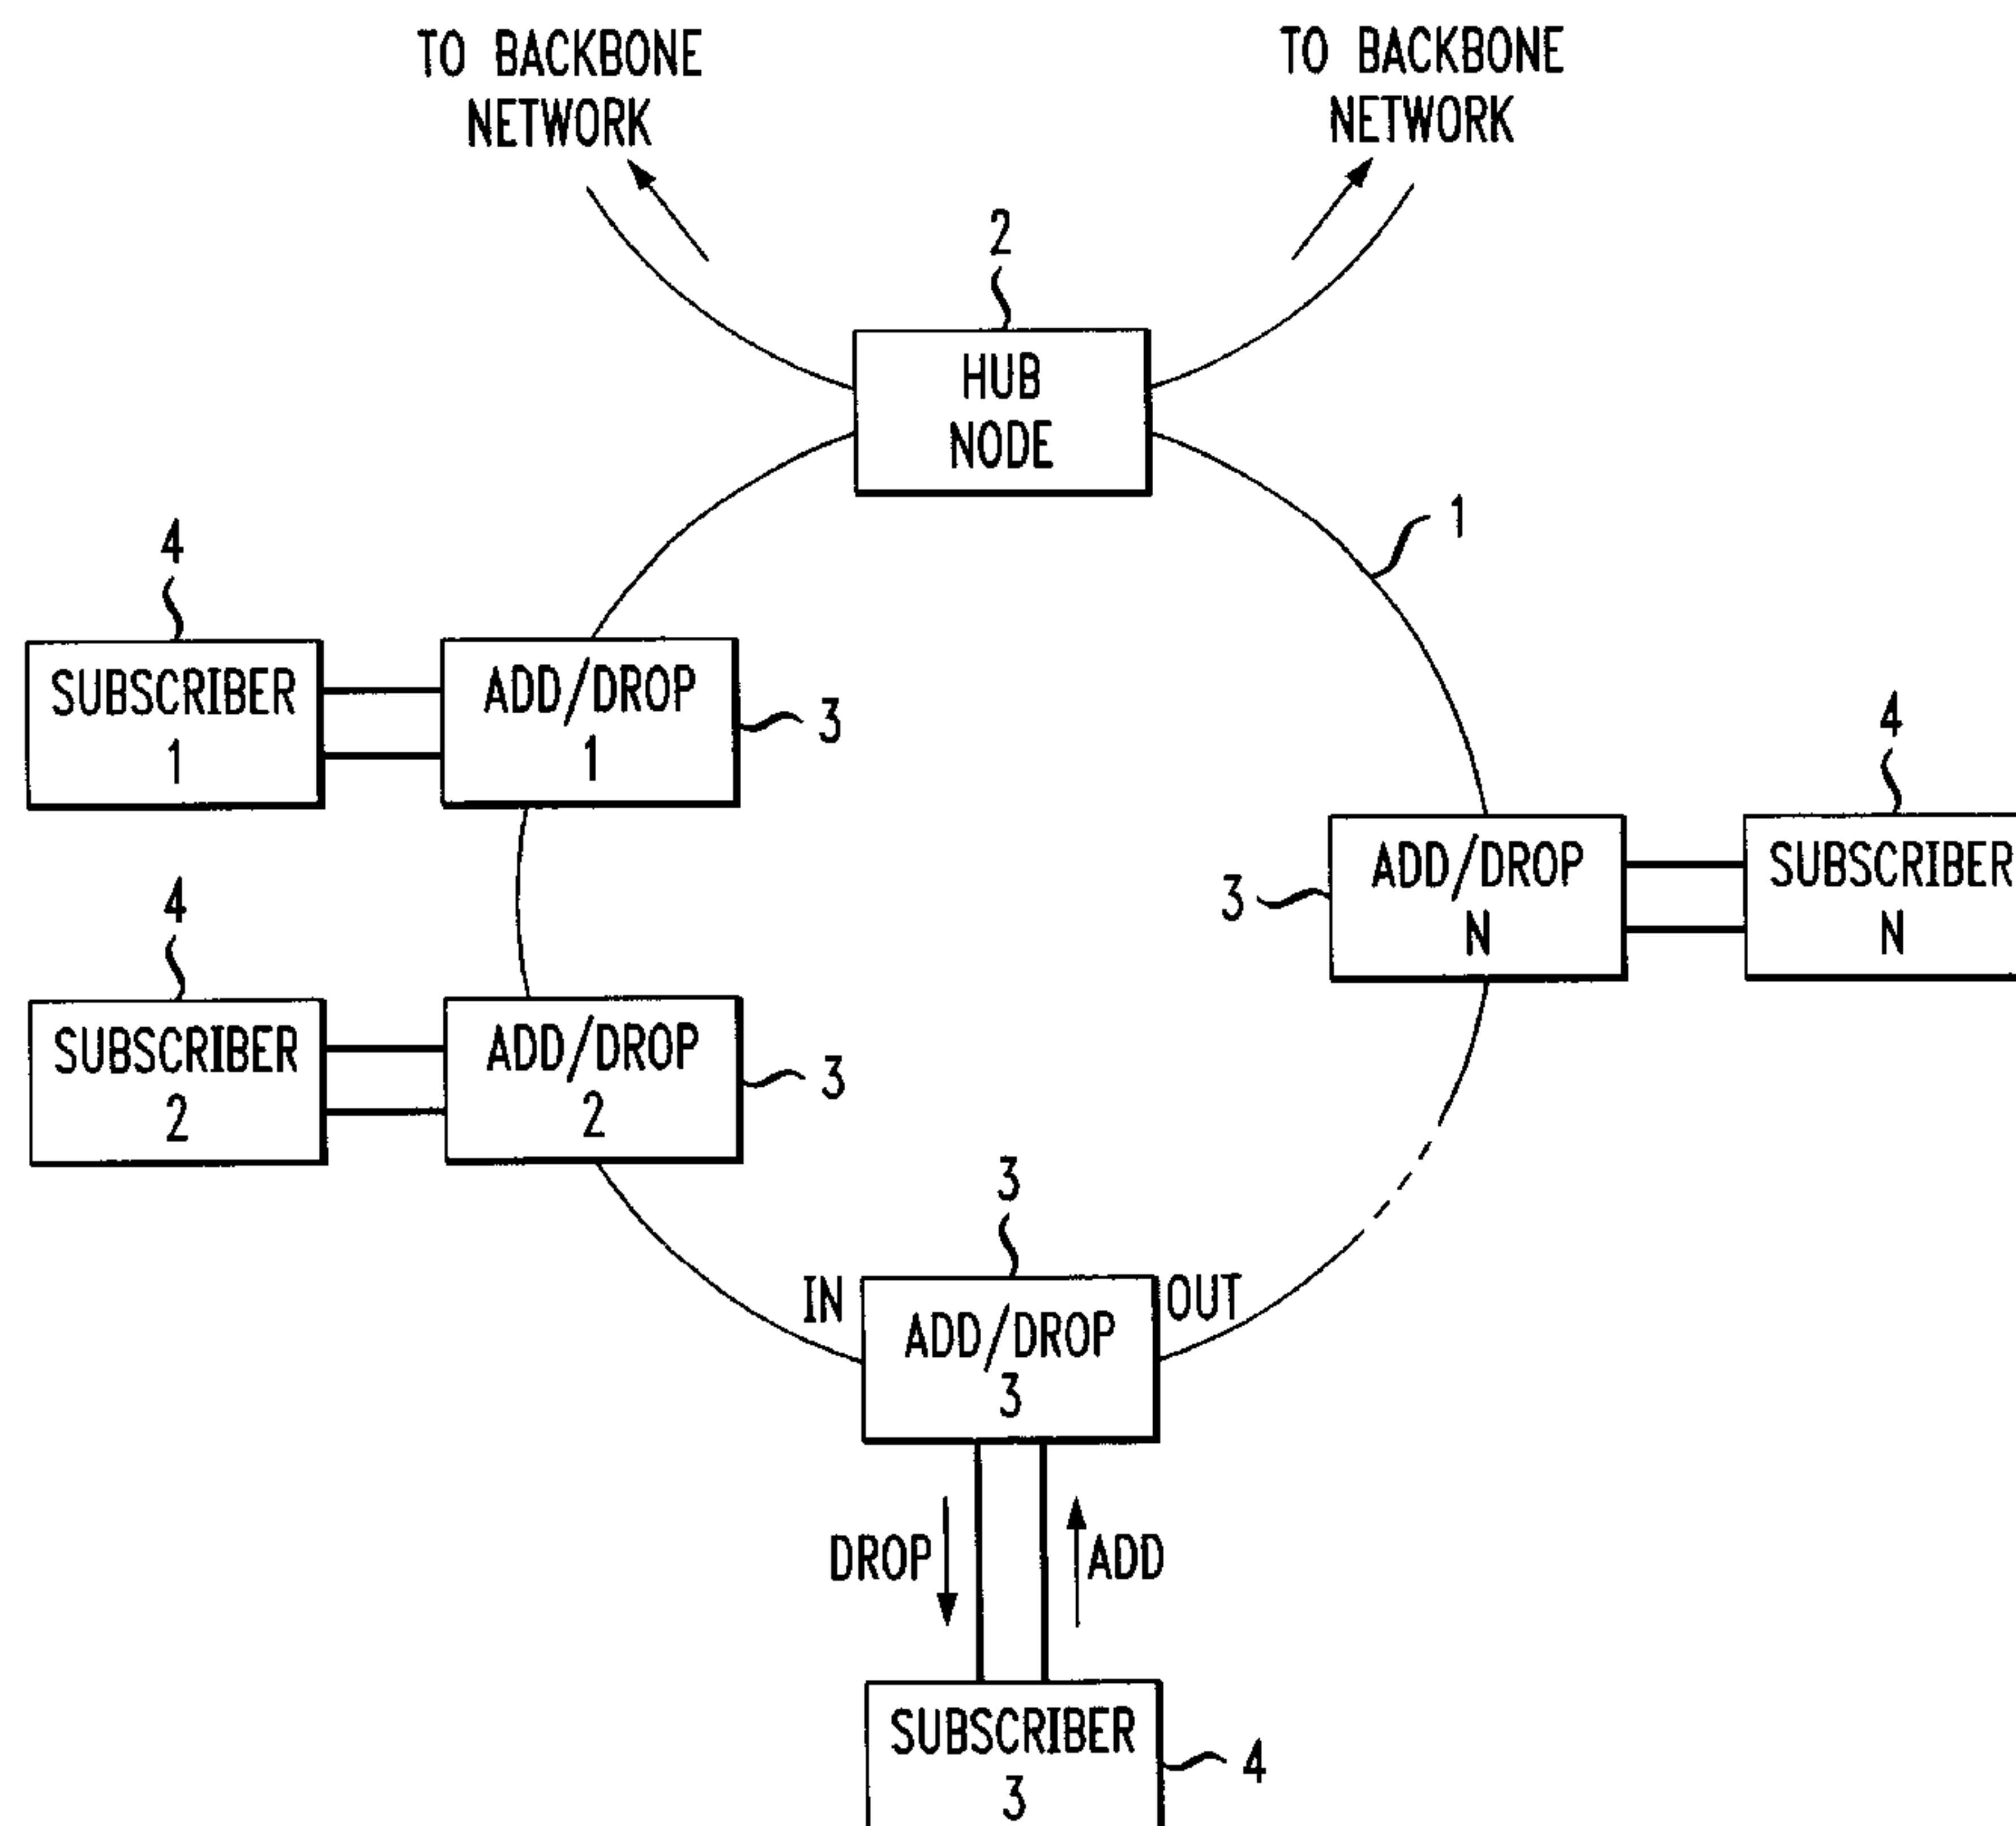 TO BACKBONE
NETWORK
TO BACKBONE
NETWORK
2
HUB
NODE
1
4
SUBSCRIBER
1
ADD/DROP
1
3
4
ADD/DROP
N
3
SUBSCRIBER
N
4
SUBSCRIBER
2
ADD/DROP
2
3
3
IN
ADD/DROP
3
OUT
DROP
ADD
SUBSCRIBER
3
4